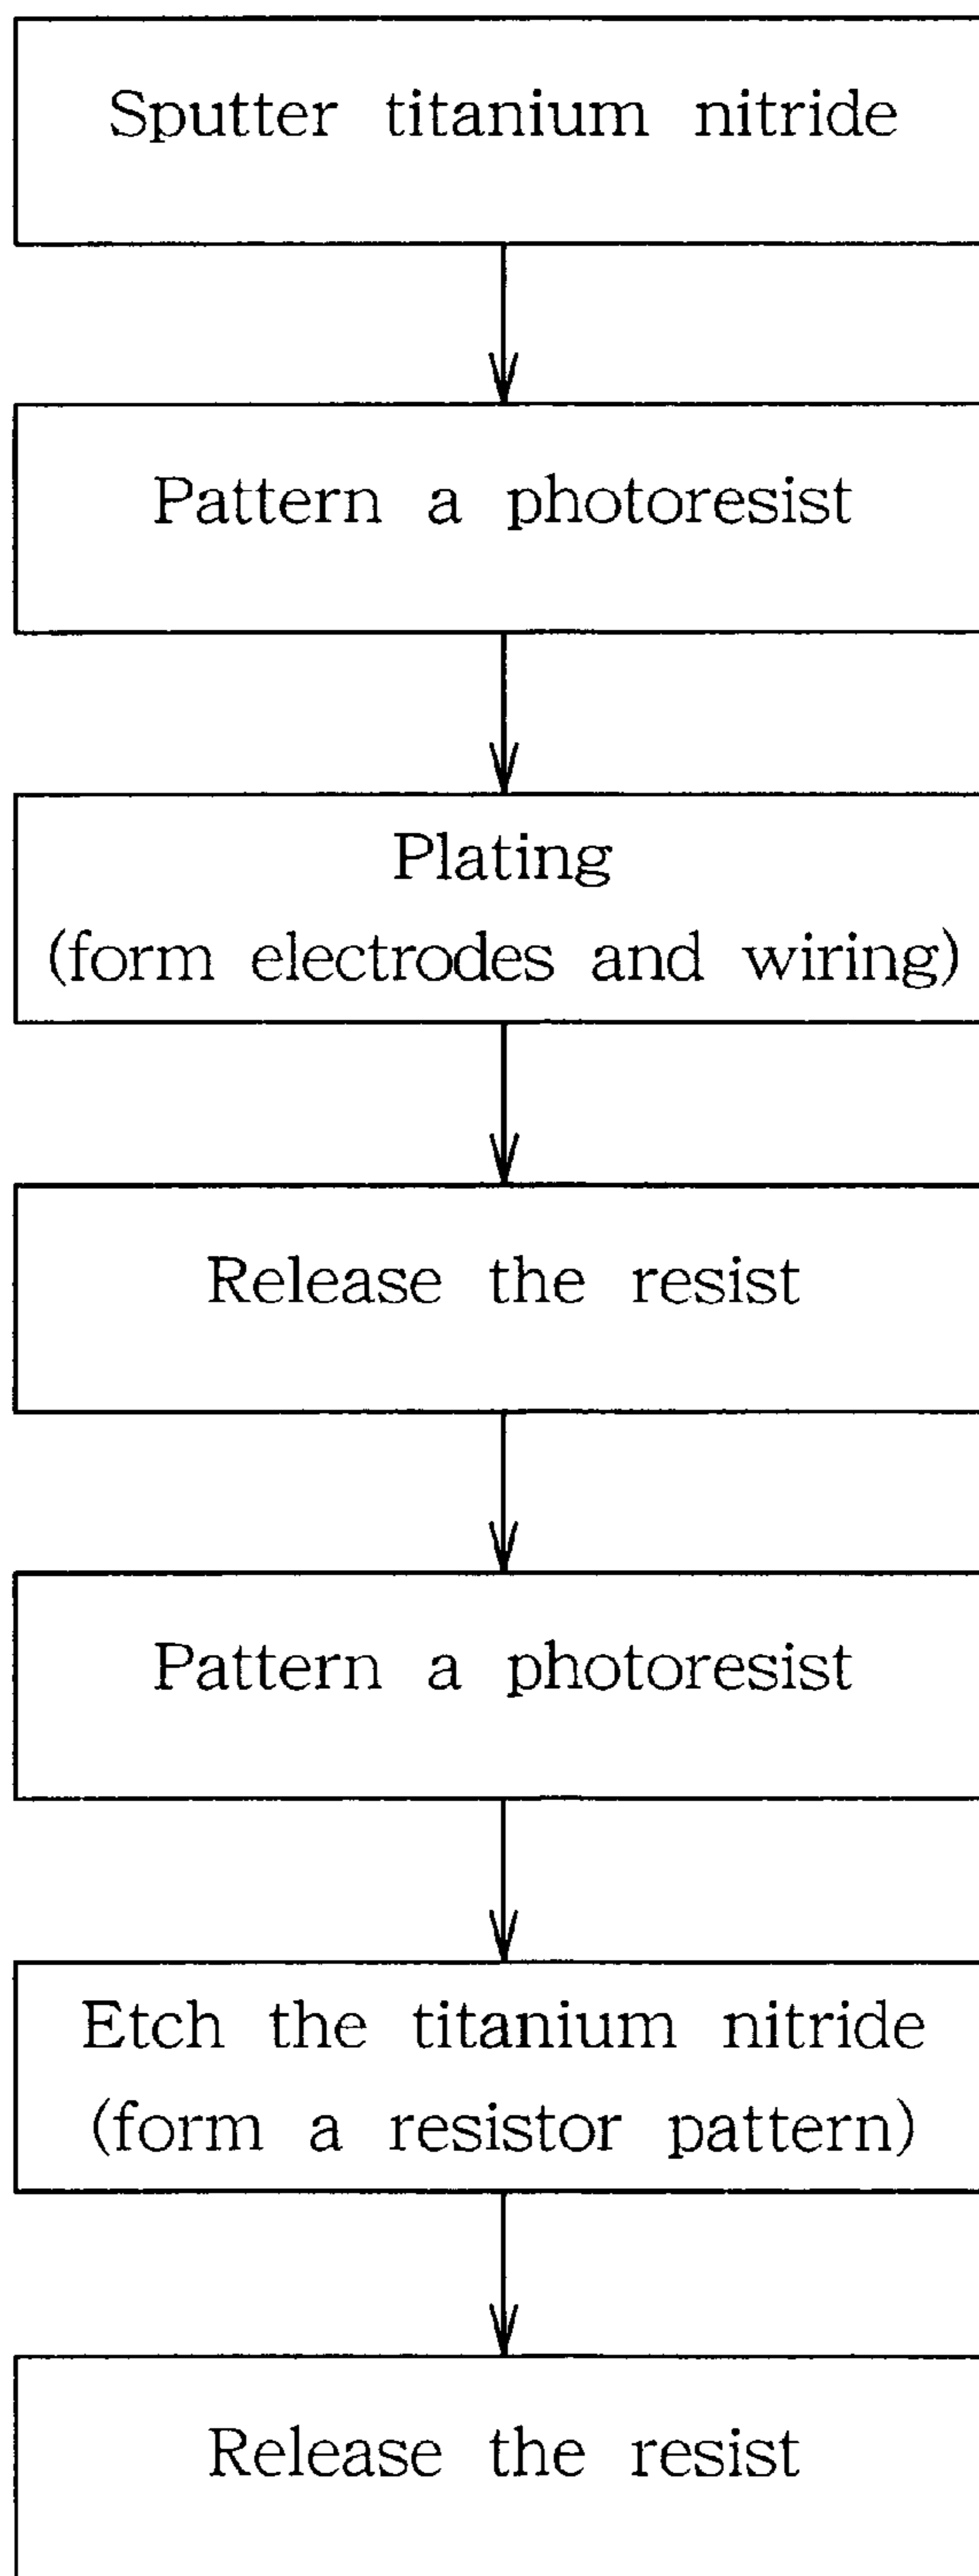 Sputter titanium nitride
Pattern a photoresist
Plating
(form electrodes and wiring)
Release the resist
Pattern a photoresist
Etch the titanium nitride
(form a resistor pattern)
Release the resist